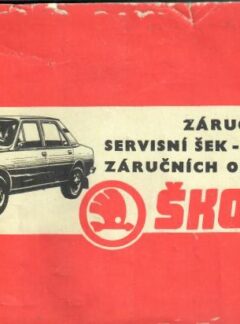 ZÁRUČ
SERVISNÍ ŠEK -
ZÁRUČNÍCH O
ŠKO